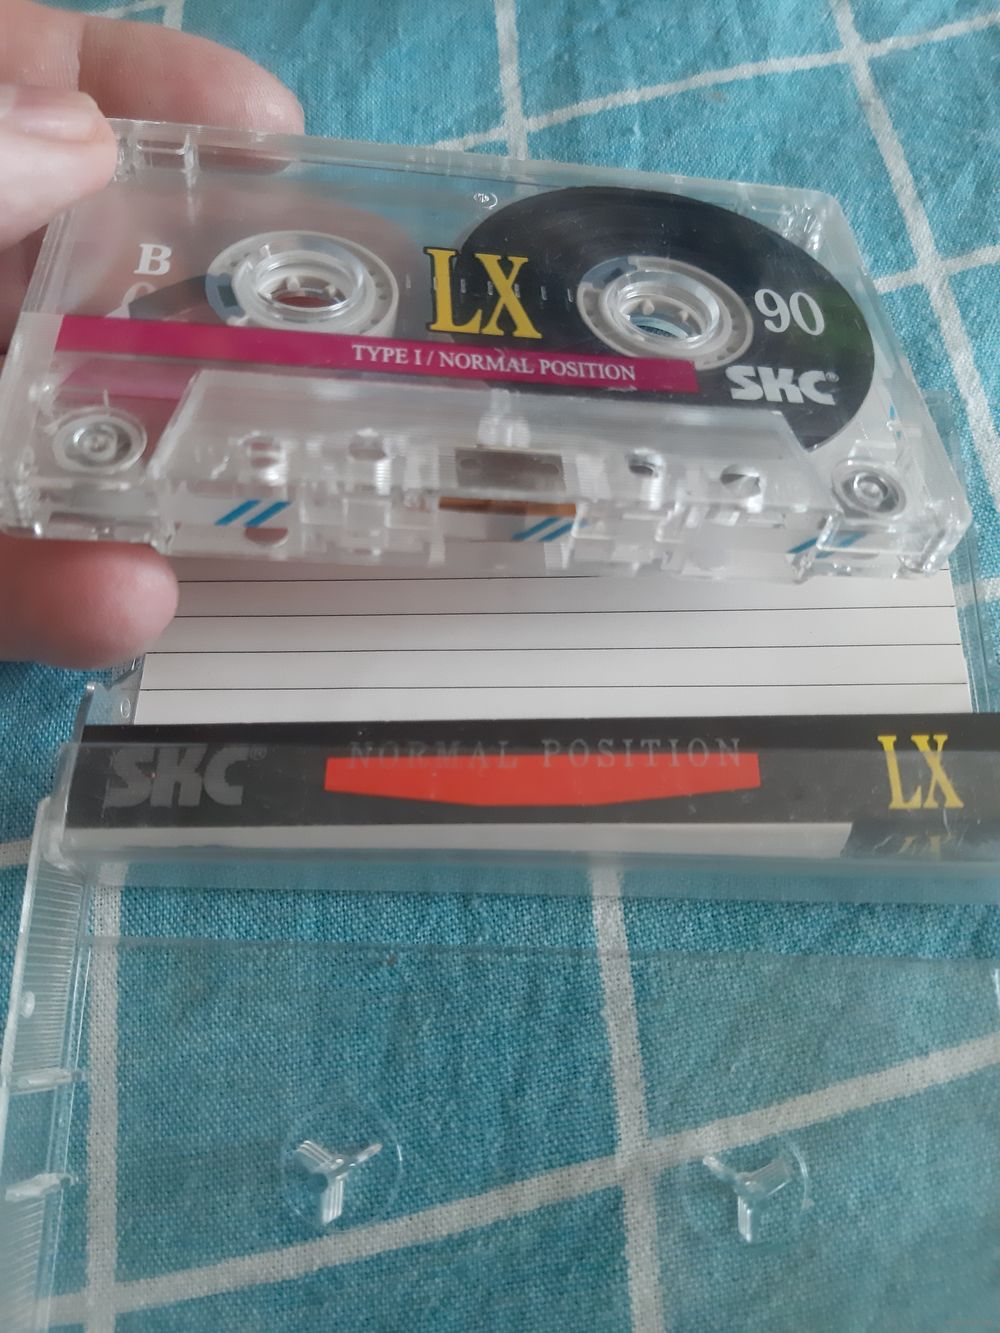 B
LX
90
TYPE I / NORMAL POSITION
SKC®
SKC®
NORMAL POSITION
LX